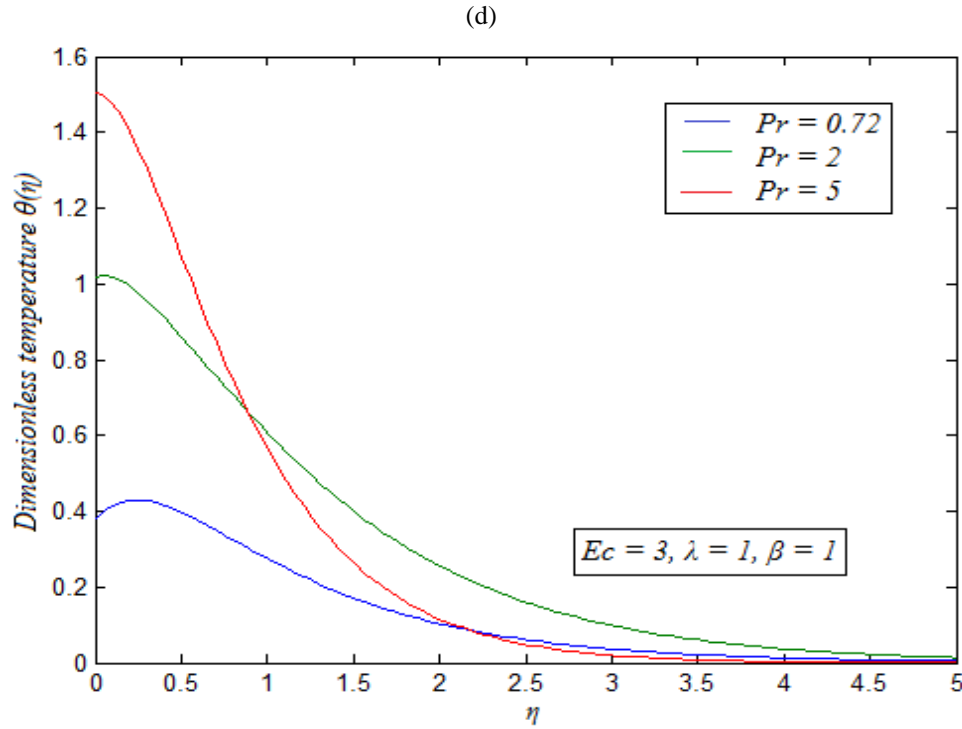 (d)
1.6
1.4
1.2
1
0.8
0.6
0.4
0.2
0
Dimensionless temperature θ(η)
Pr = 0.72
Pr = 2
Pr = 5
Ec = 3, λ = 1, β = 1
0 0.5 1 1.5 2 2.5 3 3.5 4 4.5 5
η